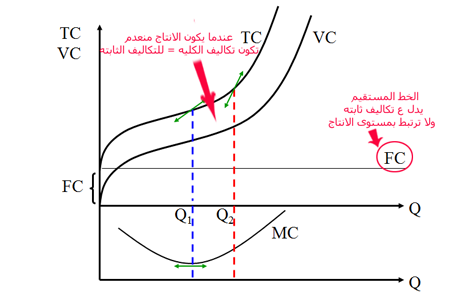 TC
VC
TC
عندما يكون الانتاج منعدم
تكون تكاليف الكليه = للتكاليف الثابته
VC
الخط المستقيم
يدل ع تكاليف ثابته
ولا ترتبط بمستوى الانتاج
FC
FC
Q₁
Q₂
Q
MC
Q